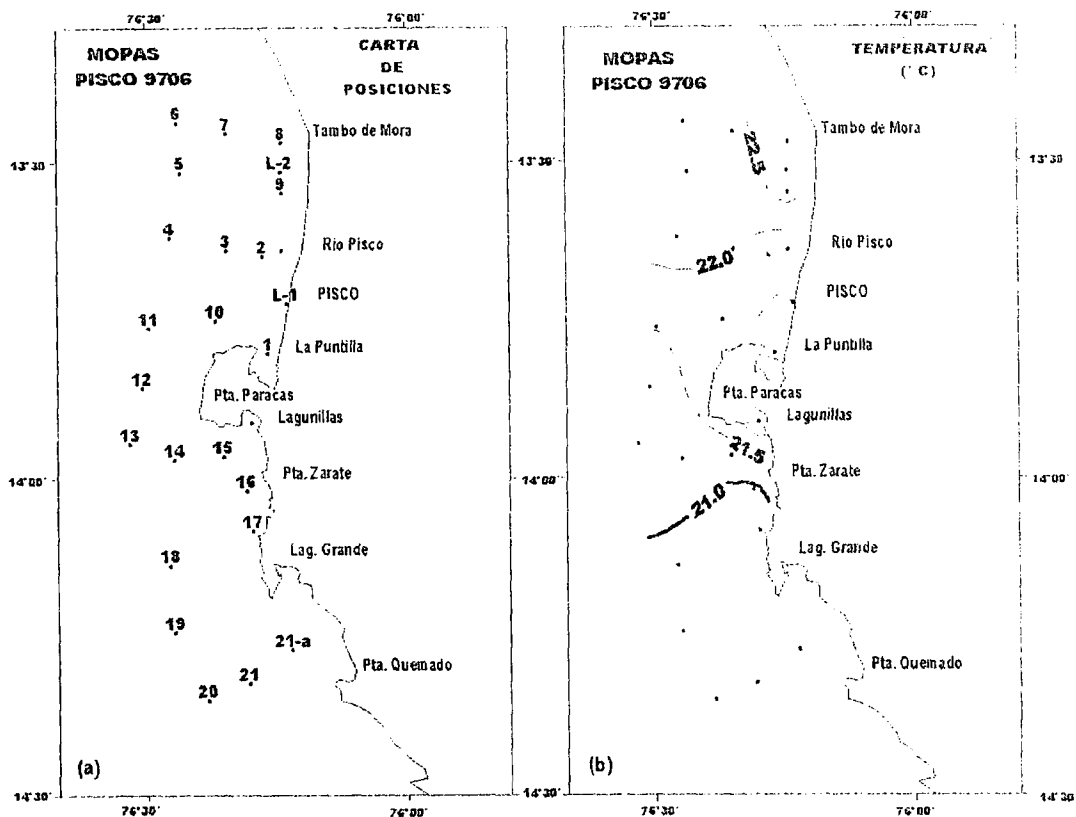 76°30' 76°00'
MOPAS
PISCO 9706
CARTA
DE
POSICIONES
6
7
8
Tambo de Mora
13°30
5
L-2
9
4
3
2
Rio Pisco
L-1
PISCO
11
10
1
La Puntilla
12
Pta. Paracas
Lagunillas
13
14
15
Pta. Zarate
14°00'
16
17
Lag. Grande
18
19
21-a
Pta. Quemado
20
21
(a)
14°30
76°30' 76°00'
76°30'
MOPAS
PISCO 9706
TEMPERATURA
(°C)
22.5
Tambo de Mora
13°30
Rio Pisco
22.0
PISCO
La Puntilla
Pta. Paracas
Lagunillas
21.5
Pta. Zarate
14°00'
14°00
21.0
Lag. Grande
Pta. Quemado
(b)
14°30'
14°30
76°30' 76°00'